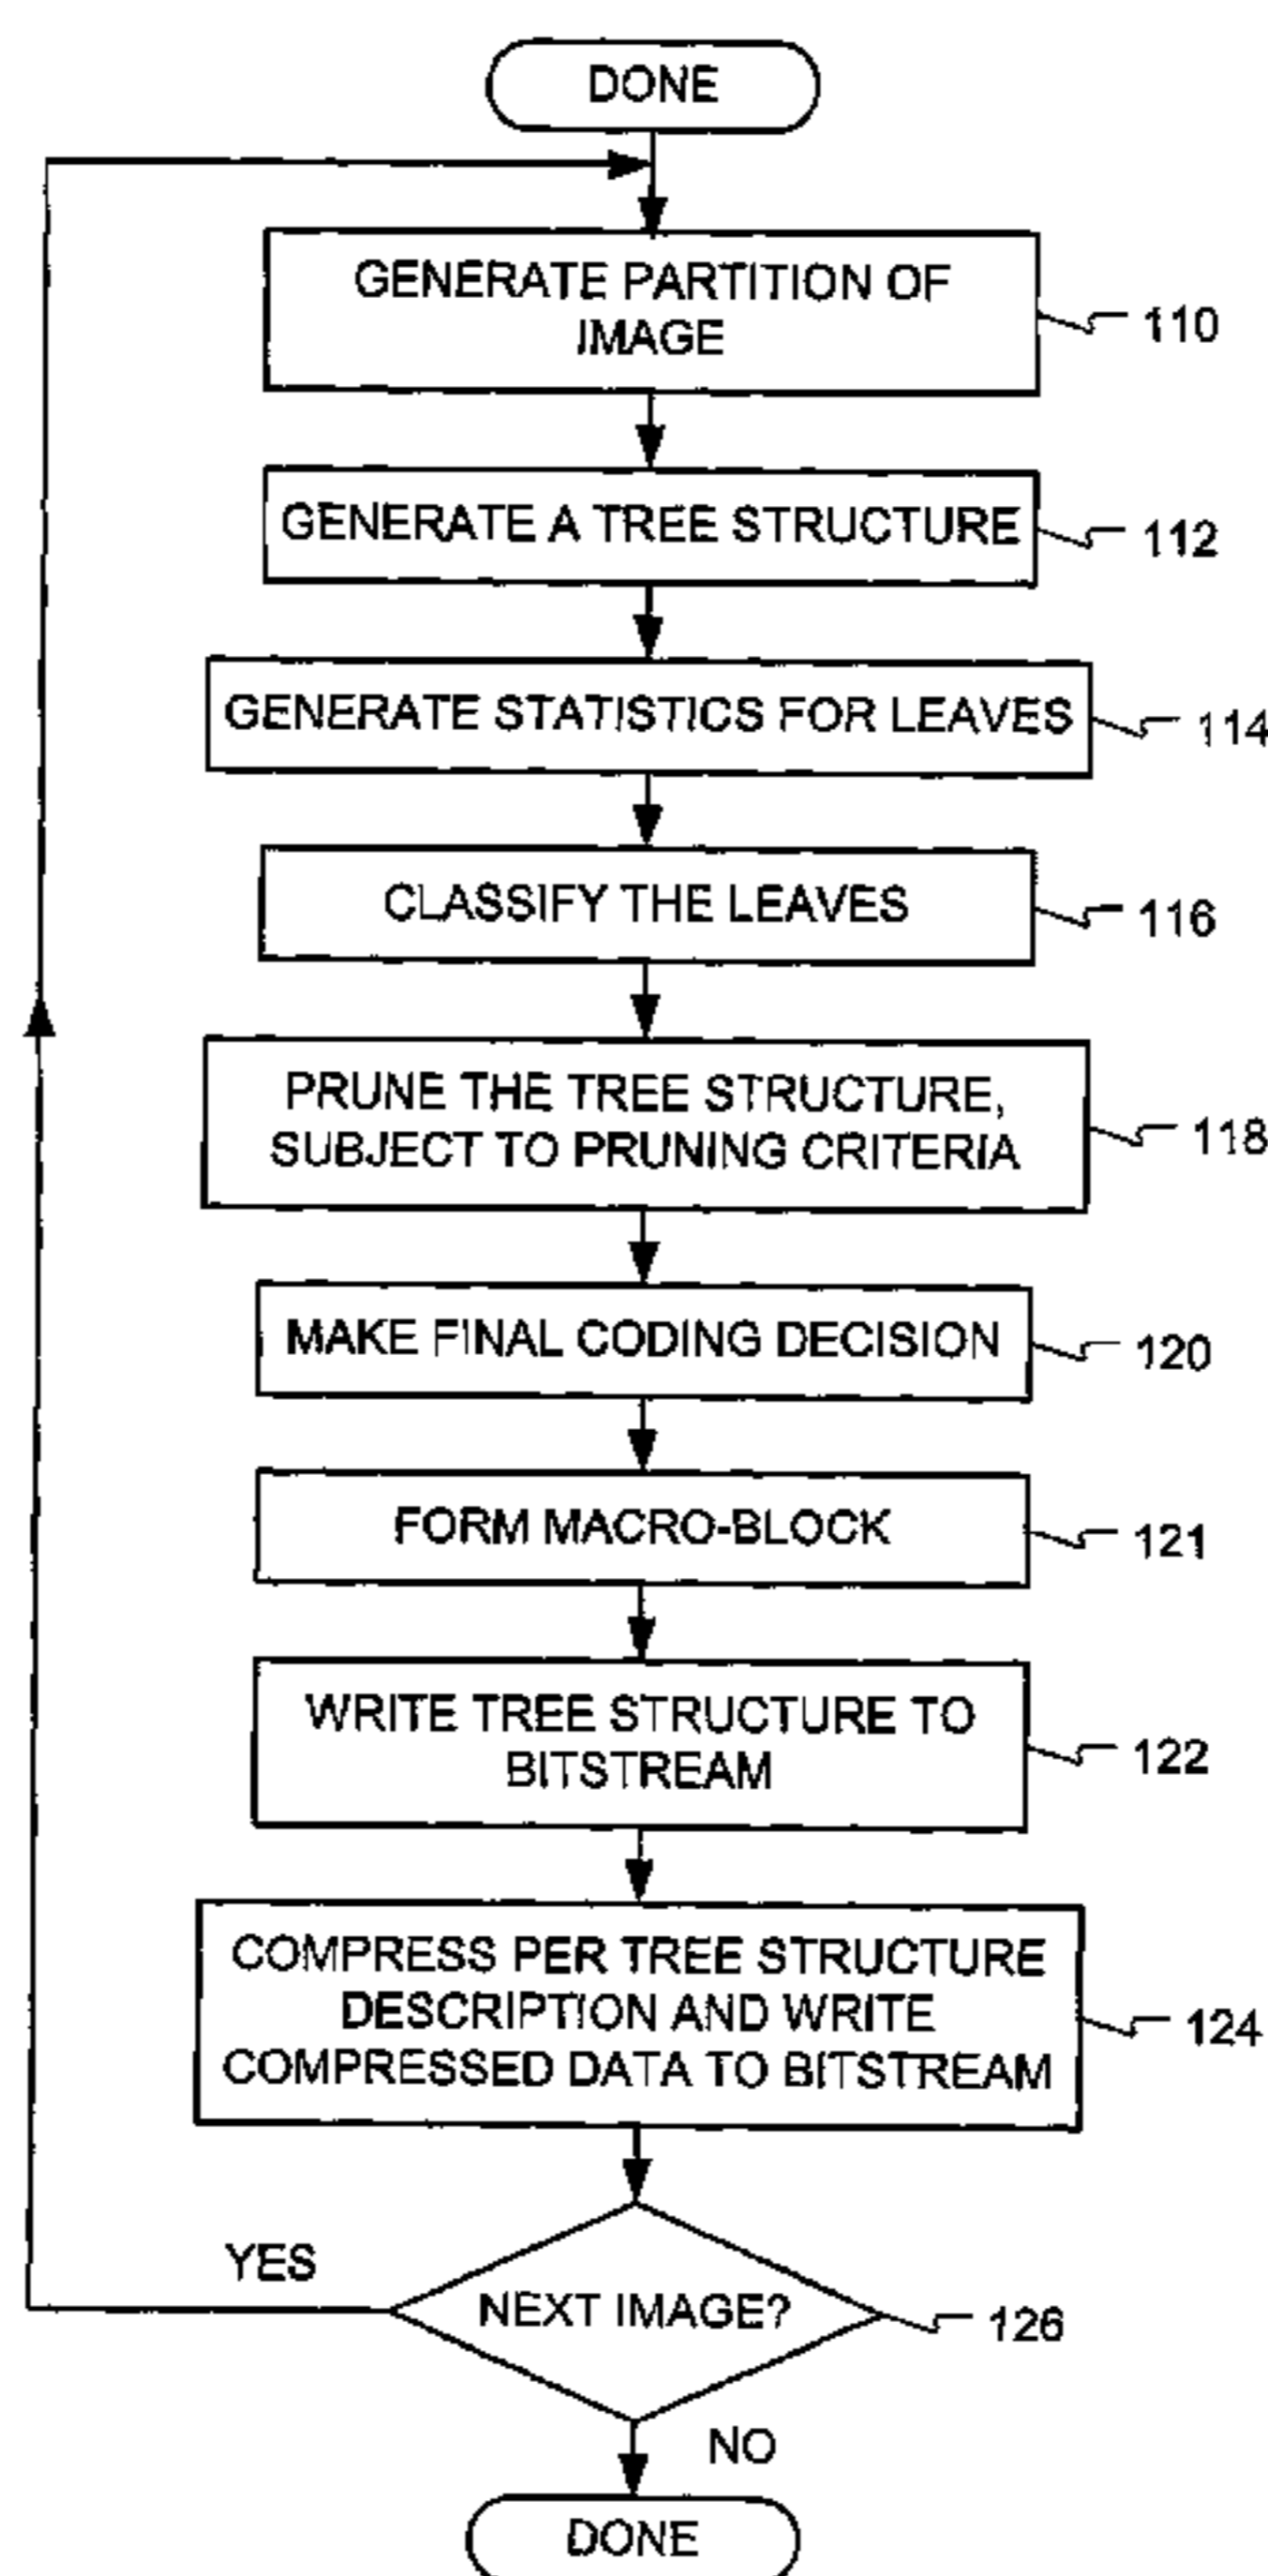 DONE
GENERATE PARTITION OF
IMAGE
110
GENERATE A TREE STRUCTURE
112
GENERATE STATISTICS FOR LEAVES
114
CLASSIFY THE LEAVES
116
PRUNE THE TREE STRUCTURE,
SUBJECT TO PRUNING CRITERIA
118
MAKE FINAL CODING DECISION
120
FORM MACRO-BLOCK
121
WRITE TREE STRUCTURE TO
BITSTREAM
122
COMPRESS PER TREE STRUCTURE
DESCRIPTION AND WRITE
COMPRESSED DATA TO BITSTREAM
124
YES
NEXT IMAGE?
126
NO
DONE